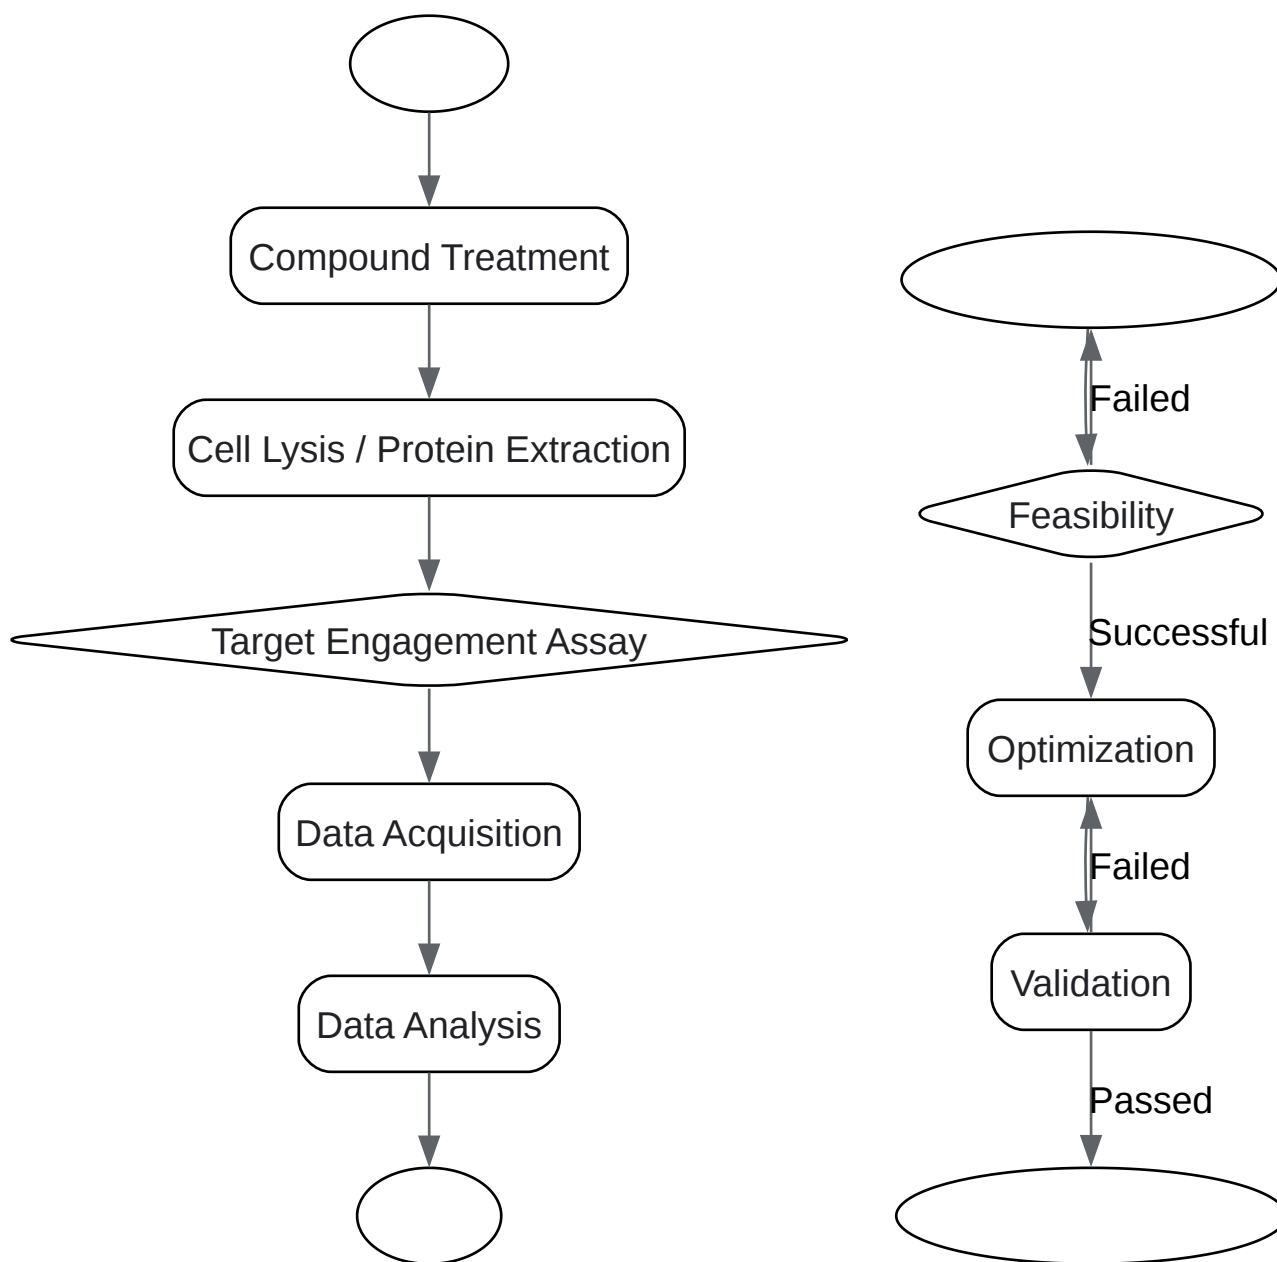 Compound Treatment
Cell Lysis / Protein Extraction
Target Engagement Assay
Data Acquisition
Data Analysis
Failed
Feasibility
Successful
Optimization
Failed
Validation
Passed